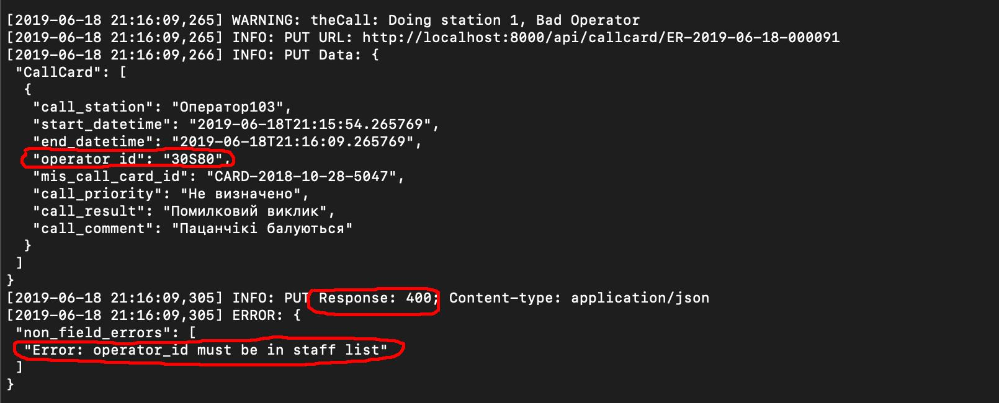 [2019-06-18 21:16:09,265] WARNING: theCall: Doing station 1, Bad Operator
[2019-06-18 21:16:09,265] INFO: PUT URL: http://localhost:8000/api/callcard/ER-2019-06-18-000091
[2019-06-18 21:16:09,266] INFO: PUT Data: {
"CallCard": [
{
"call_station": "Оператор103",
"start_datetime": "2019-06-18T21:15:54.265769",
"end_datetime": "2019-06-18T21:16:09.265769",
"operator_id": "30S80",
"mis_call_card_id": "CARD-2018-10-28-5047",
"call_priority": "Не визначено",
"call_result": "Помилковий виклик",
"call_comment": "Пацанчікі балуються"
}
]
}
[2019-06-18 21:16:09,305] INFO: PUT Response: 400; Content-type: application/json
[2019-06-18 21:16:09,305] ERROR: {
"non_field_errors": [
"Error: operator_id must be in staff list"
]
}